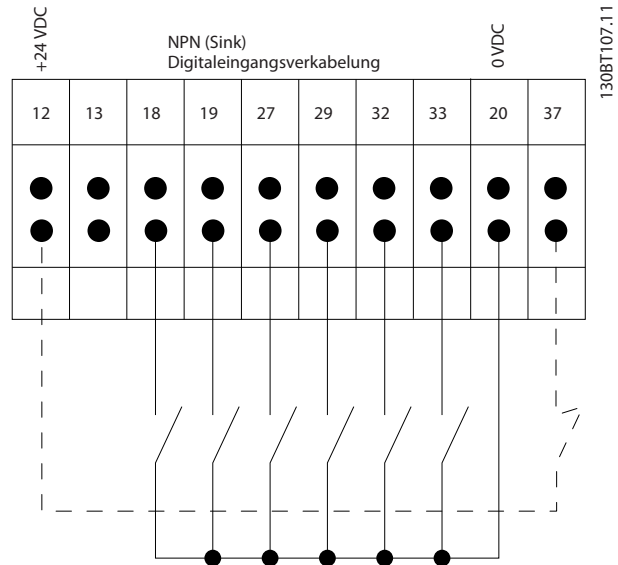 +24 VDC
NPN (Sink)
Digitaleingangsverkabelung
0 VDC
130BT107.11
12 13 18 19 27 29 32 33 20 37